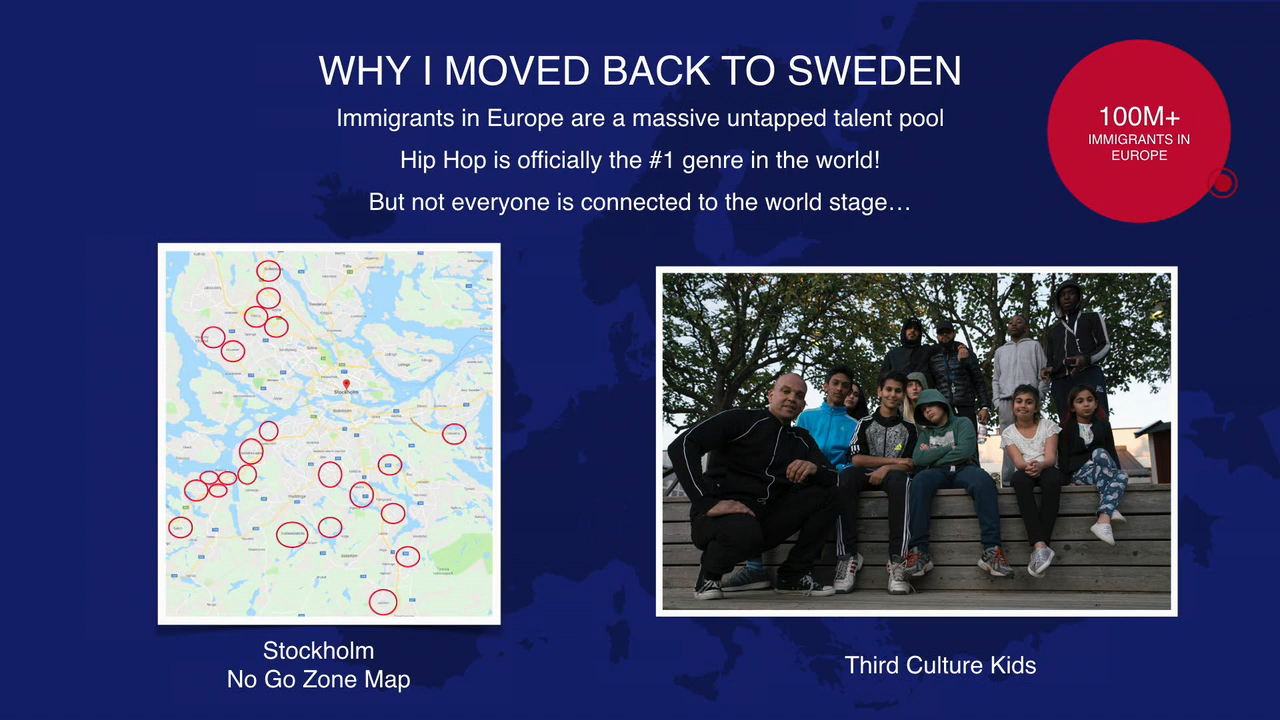 WHY I MOVED BACK TO SWEDEN
Immigrants in Europe are a massive untapped talent pool
Hip Hop is officially the #1 genre in the world!
But not everyone is connected to the world stage…
100M+
IMMIGRANTS IN
EUROPE
Stockholm
Stockholm
No Go Zone Map
Third Culture Kids